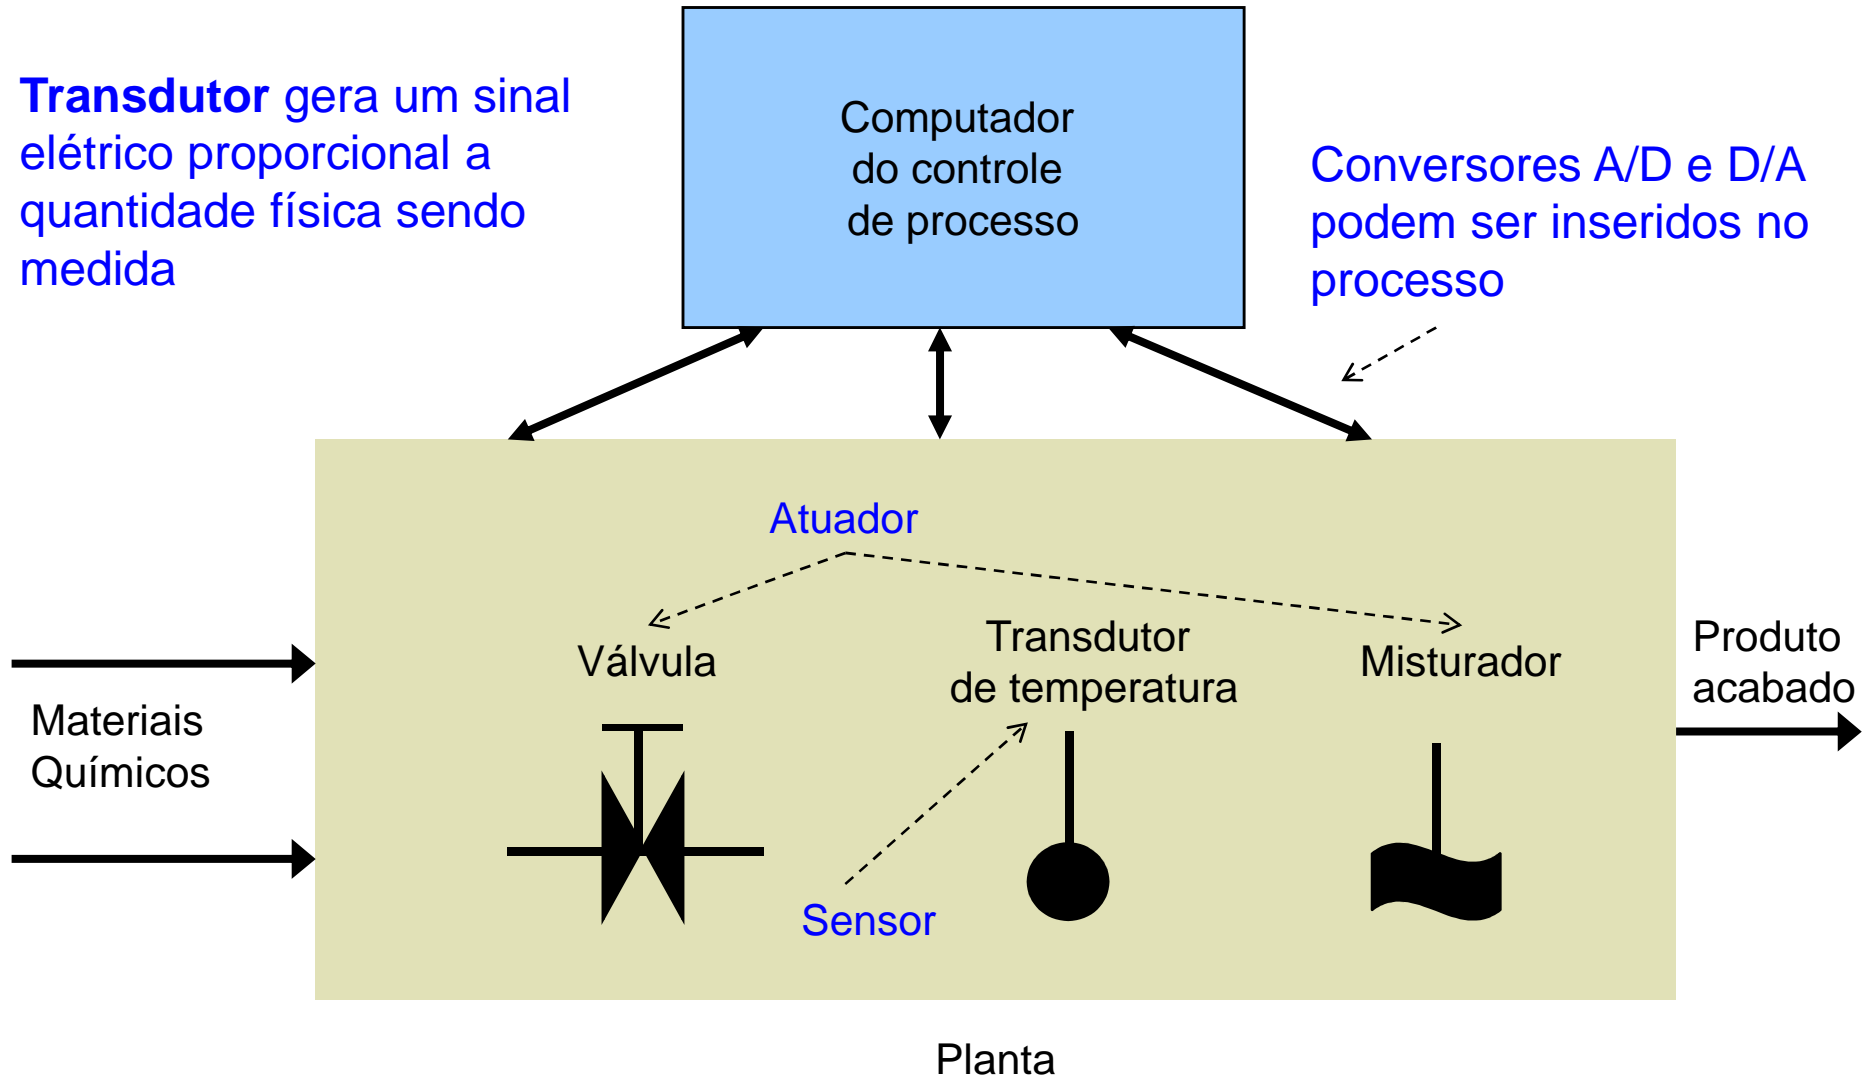 Transdutor gera um sinal
elétrico proporcional a
quantidade física sendo
medida
Computador
do controle
de processo
Conversores A/D e D/A
podem ser inseridos no
processo
Atuador
Válvula
Transdutor
de temperatura
Misturador
Produto
acabado
Materiais
Químicos
Sensor
Planta